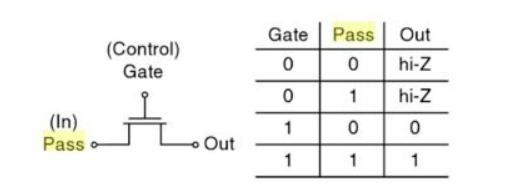 (Control)
Gate
(In)
Pass
Out
Gate Pass Out
0 0 hi-Z
0 1 hi-Z
1 0 0
1 1 1